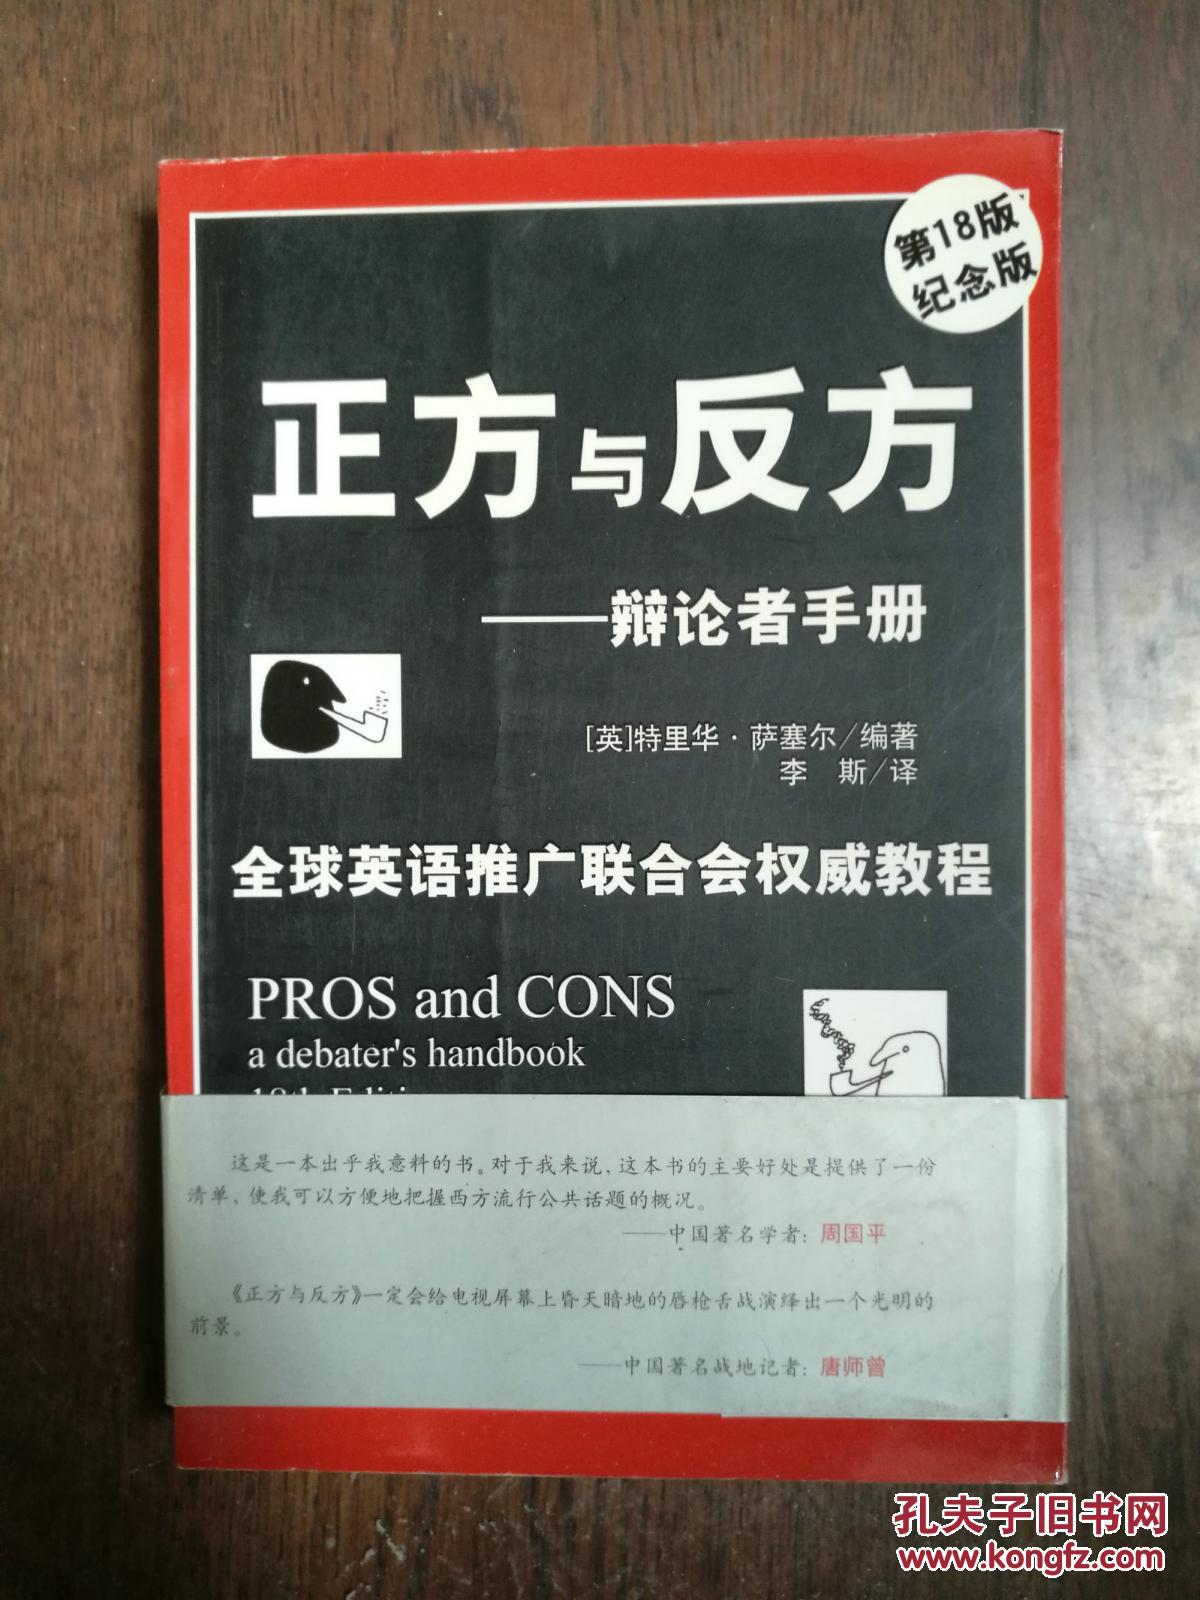 第18版
纪念版
正方与反方
——辩论者手册
[英]特里华·萨塞尔/编著
李 斯/译
全球英语推广联合会权威教程
PROS and CONS
a debater's handbook
18th Edition
这是一本出乎我意料的书。对于我来说,这本书的主要好处是提供了一份
清单,使我可以方便地把握西方流行公共话题的概况。
——中国著名学者:周国平
《正方与反方》一定会给电视屏幕上昏天暗地的唇枪舌战演绎出一个光明的
前景。
——中国著名战地记者:唐师曾
孔夫子旧书网
www.kongfz.com